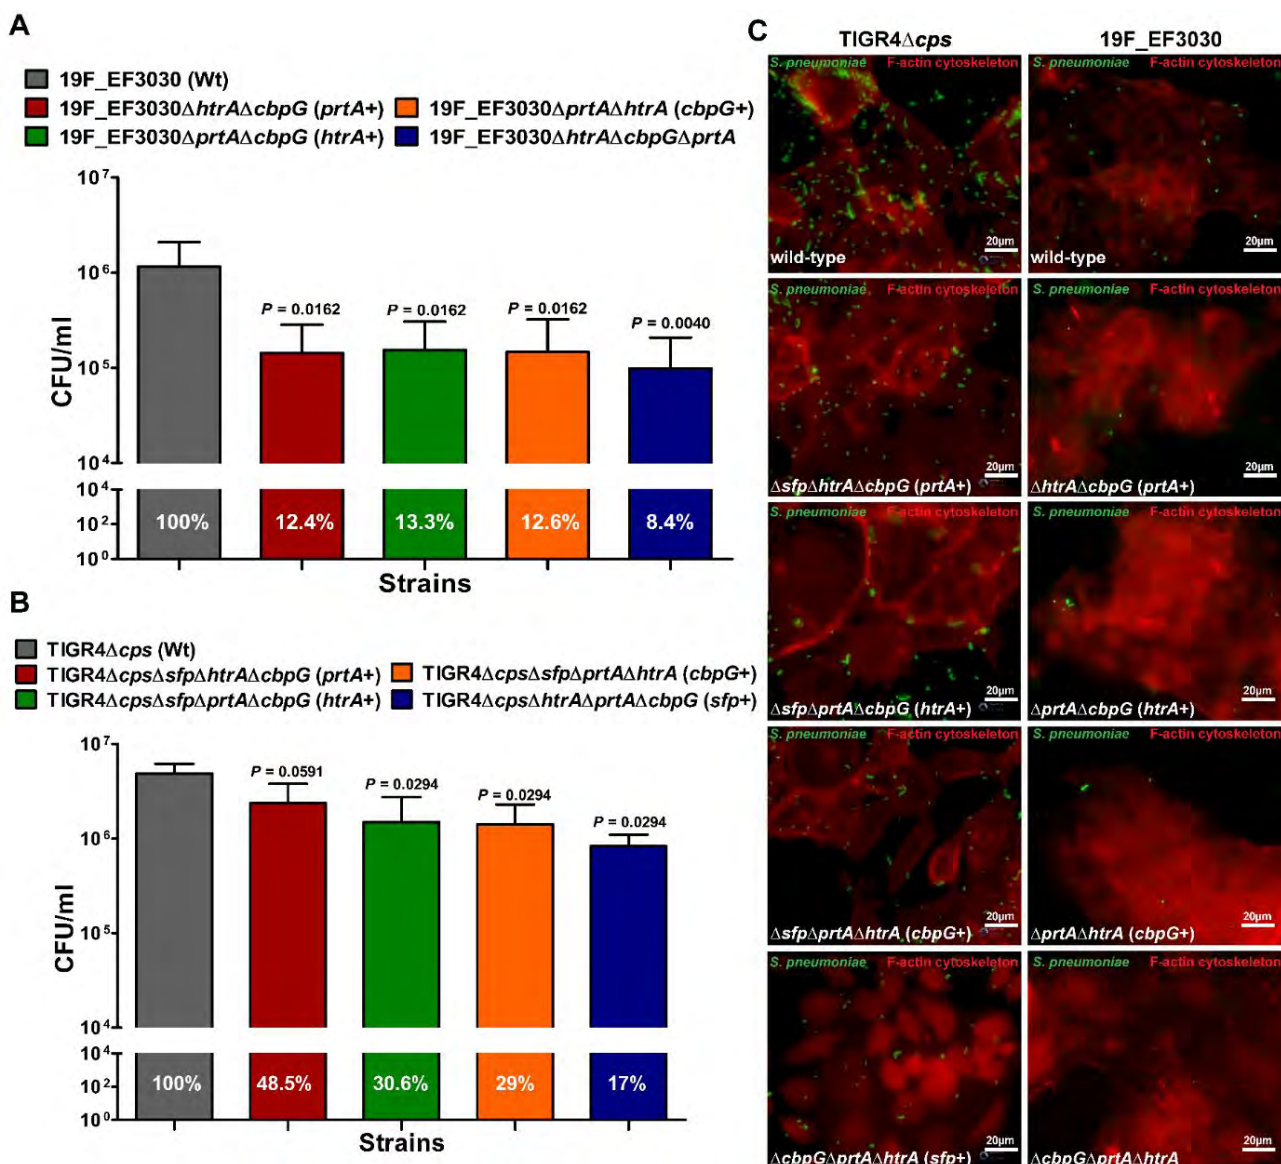 A
19F_EF3030 (Wt)
19F_EF3030ΔhtrAΔcbpG (prtA+)
19F_EF3030ΔprtAΔhtrA (cbpG+)
19F_EF3030ΔprtAΔcbpG (htrA+)
19F_EF3030ΔhtrAΔcbpGΔprtA
10⁷
10⁶
10⁵
10⁴
10⁴
10²
10⁰
CFU/ml
P = 0.0162
P = 0.0162
P = 0.0162
P = 0.0040
100%
12.4%
13.3%
12.6%
8.4%
Strains
B
TIGR4Δcps (Wt)
TIGR4ΔcpsΔsfpΔhtrAΔcbpG (prtA+)
TIGR4ΔcpsΔsfpΔprtAΔhtrA (cbpG+)
TIGR4ΔcpsΔsfpΔprtAΔcbpG (htrA+)
TIGR4ΔcpsΔhtrAΔprtAΔcbpG (sfp+)
10⁷
10⁶
10⁵
10⁴
10⁴
10²
10⁰
CFU/ml
P = 0.0591
P = 0.0294
P = 0.0294
P = 0.0294
100%
48.5%
30.6%
29%
17%
Strains
C
TIGR4Δcps
19F_EF3030
S. pneumoniae F-actin cytoskeleton
20µm
wild-type
S. pneumoniae F-actin cytoskeleton
20µm
wild-type
S. pneumoniae F-actin cytoskeleton
20µm
ΔsfpΔhtrAΔcbpG (prtA+)
S. pneumoniae F-actin cytoskeleton
20µm
ΔhtrAΔcbpG (prtA+)
S. pneumoniae F-actin cytoskeleton
20µm
ΔsfpΔprtAΔcbpG (htrA+)
S. pneumoniae F-actin cytoskeleton
20µm
ΔprtAΔcbpG (htrA+)
S. pneumoniae F-actin cytoskeleton
20µm
ΔsfpΔprtAΔhtrA (cbpG+)
S. pneumoniae F-actin cytoskeleton
20µm
ΔprtAΔhtrA (cbpG+)
S. pneumoniae F-actin cytoskeleton
20µm
ΔcbpGΔprtAΔhtrA (sfp+)
S. pneumoniae F-actin cytoskeleton
20µm
ΔcbpGΔprtAΔhtrA